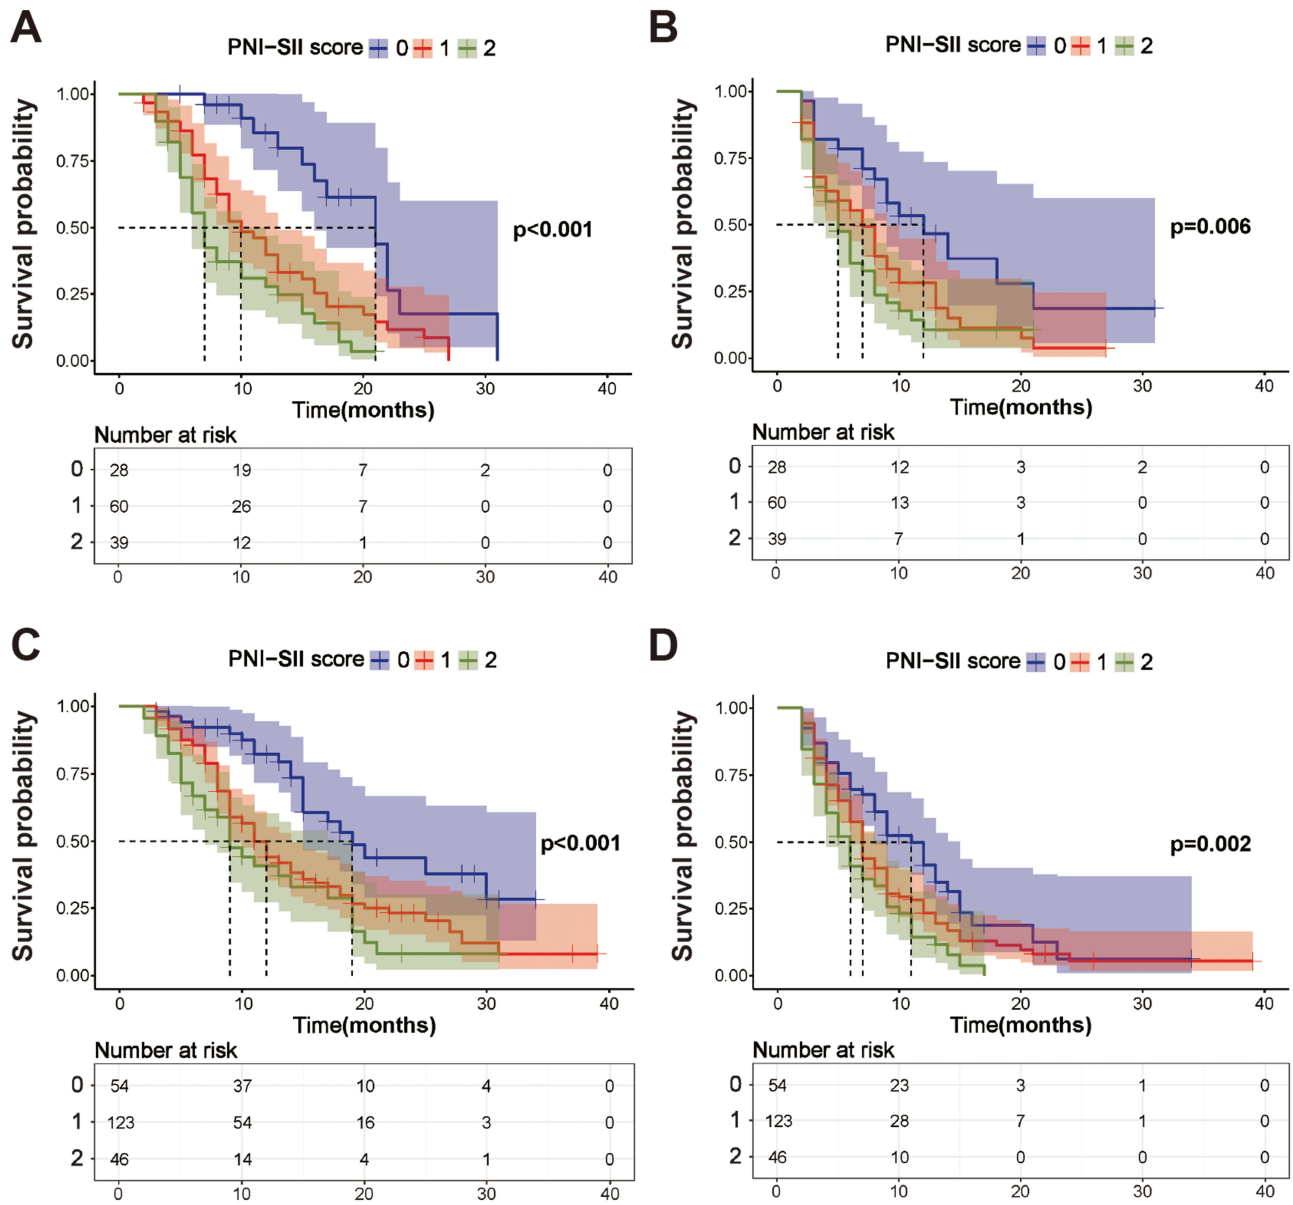 A
PNI-SII score 0 1 2
Survival probability
1.00
0.75
0.50
0.25
0.00
p<0.001
0 10 20 30 40
Time(months)
Number at risk
0 28 19 7 2 0
1 60 26 7 0 0
2 39 12 1 0 0
0 10 20 30 40
B
PNI-SII score 0 1 2
Survival probability
1.00
0.75
0.50
0.25
0.00
p=0.006
0 10 20 30 40
Time(months)
Number at risk
0 28 12 3 2 0
1 60 13 3 0 0
2 39 7 1 0 0
0 10 20 30 40
C
PNI-SII score 0 1 2
Survival probability
1.00
0.75
0.50
0.25
0.00
p<0.001
0 10 20 30 40
Time(months)
Number at risk
0 54 37 10 4 0
1 123 54 16 3 0
2 46 14 4 1 0
0 10 20 30 40
D
PNI-SII score 0 1 2
Survival probability
1.00
0.75
0.50
0.25
0.00
p=0.002
0 10 20 30 40
Time(months)
Number at risk
0 54 23 3 1 0
1 123 28 7 1 0
2 46 10 0 0 0
0 10 20 30 40